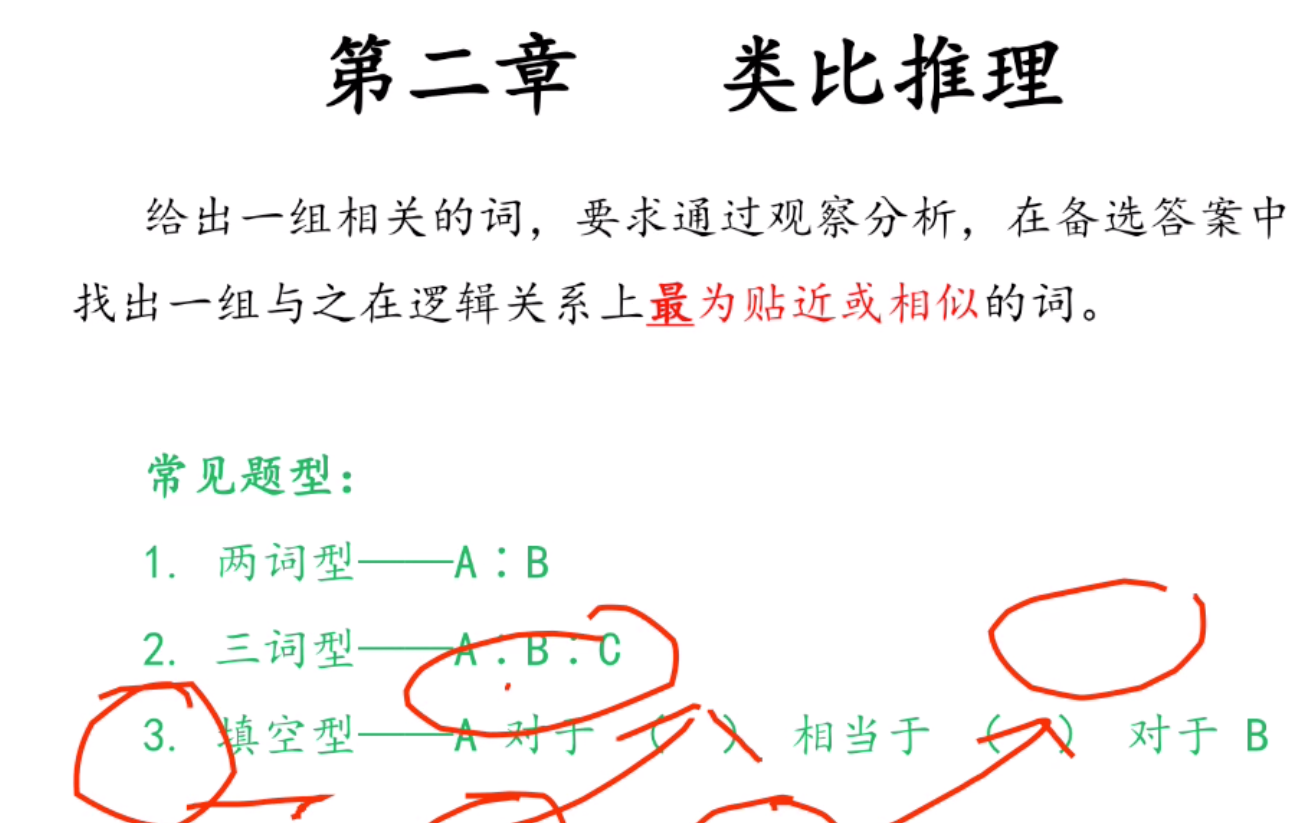 第二章 类比推理
给出一组相关的词，要求通过观察分析，在备选答案中
找出一组与之在逻辑关系上最为贴近或相似的词。
常见题型：
1. 两词型——A：B
2. 三词型——A：B：C
3. 填空型——A 对于（ ）相当于（ ）对于 B